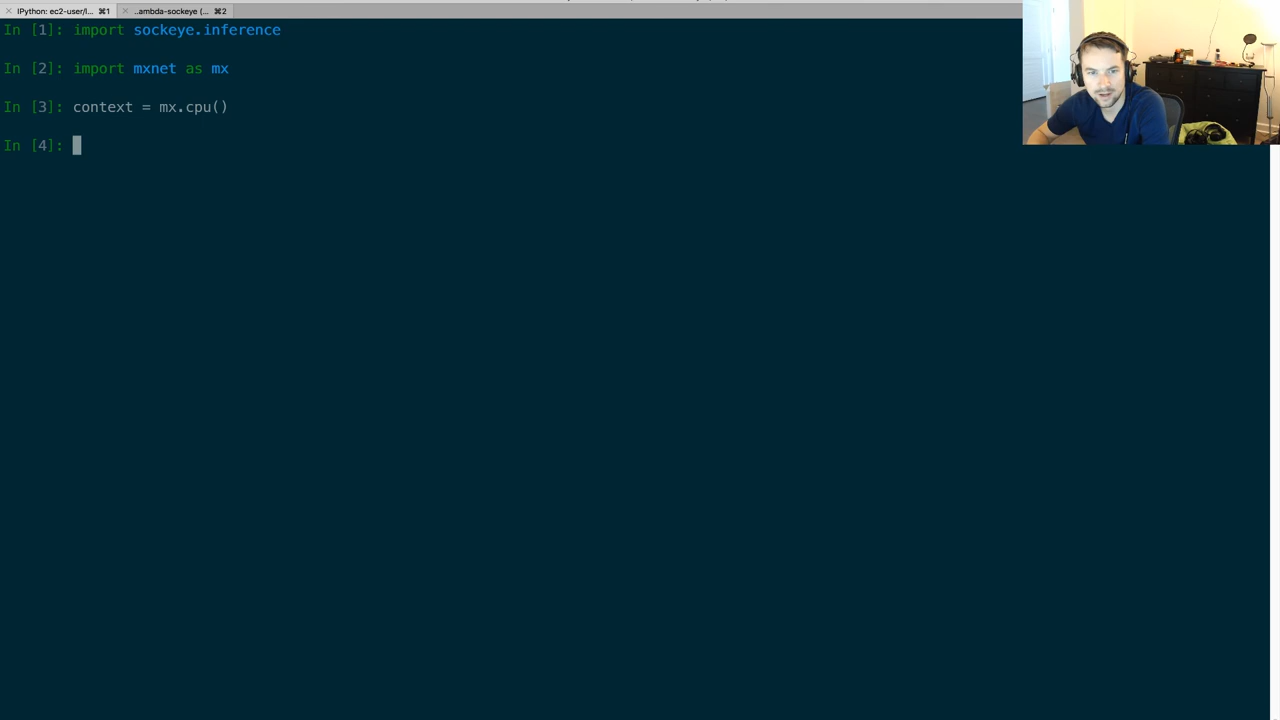 IPython: ec2-user/l... ⌘1
..ambda-sockeye (... ⌘2
In [1]: import sockeye.inference
In [2]: import mxnet as mx
In [3]: context = mx.cpu()
In [4]: